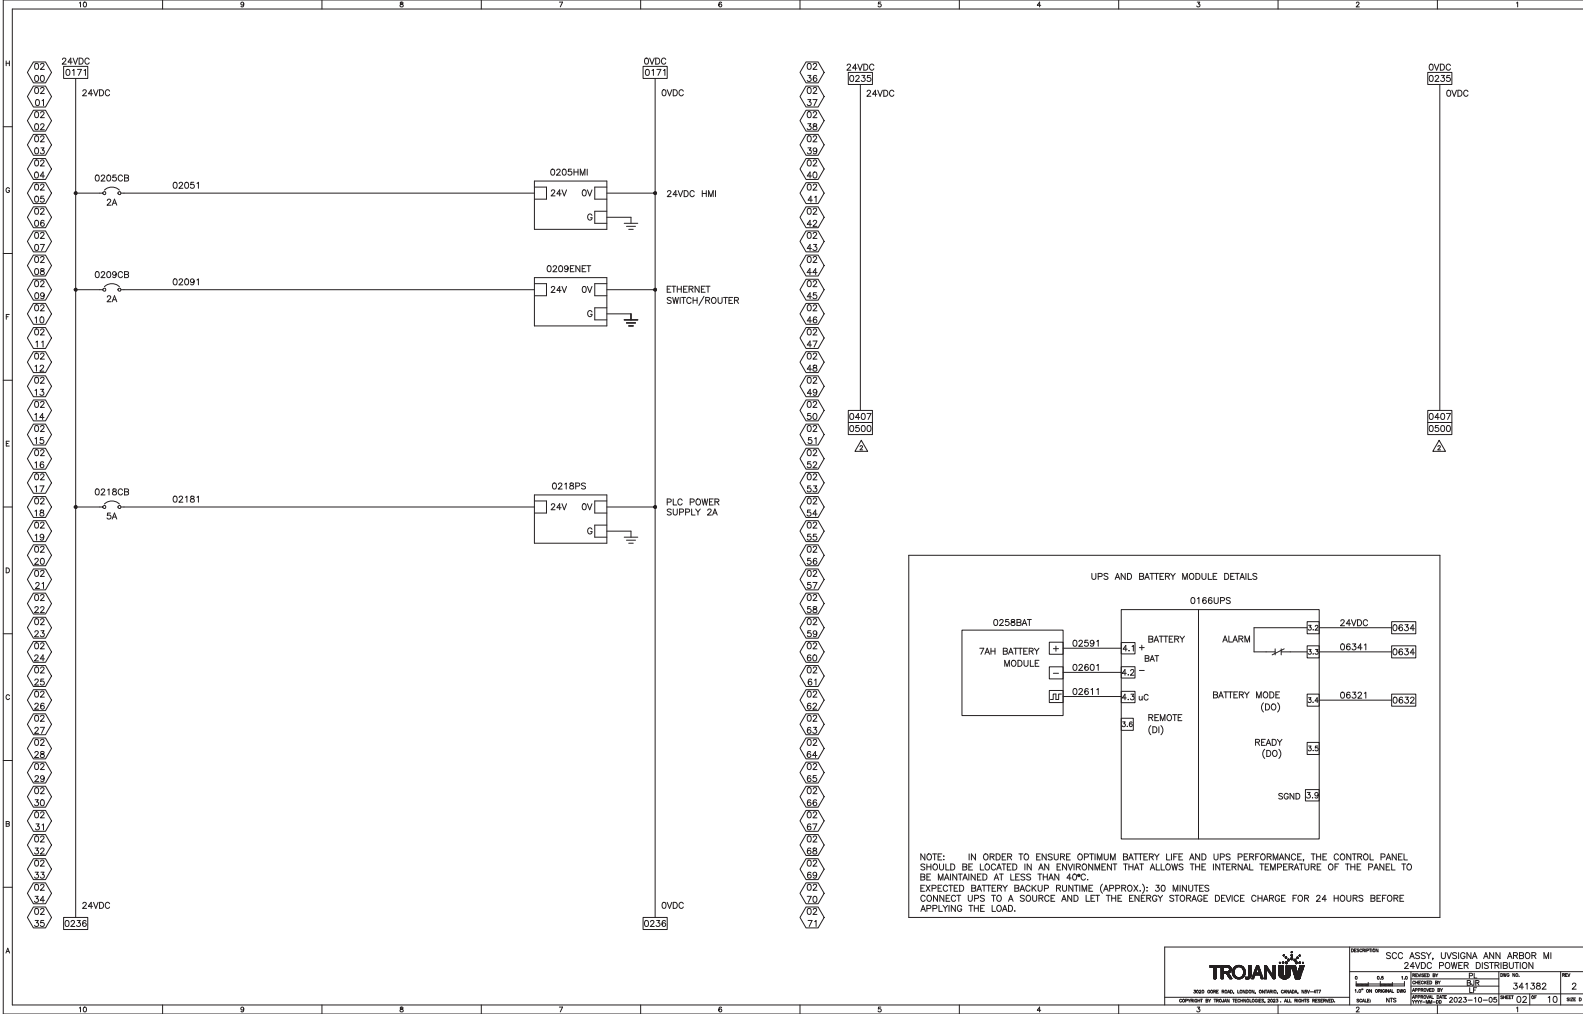 10 9 8 7 6 5 4 3 2 1
H
G
F
E
D
C
B
A
02 00
02 01
02 02
02 03
02 04
02 05
02 06
02 07
02 08
02 09
02 10
02 11
02 12
02 13
02 14
02 15
02 16
02 17
02 18
02 19
02 20
02 21
02 22
02 23
02 24
02 25
02 26
02 27
02 28
02 29
02 30
02 31
02 32
02 33
02 34
02 35
24VDC
0171
24VDC
0VDC
0171
0VDC
0205CB
2A
02051
0205HMI
24V 0V
G
24VDC HMI
0209CB
2A
02091
0209ENET
24V 0V
G
ETHERNET
SWITCH/ROUTER
0218CB
5A
02181
0218PS
24V 0V
G
PLC POWER
SUPPLY 2A
24VDC
0236
0VDC
0236
02 36
02 37
02 38
02 39
02 40
02 41
02 42
02 43
02 44
02 45
02 46
02 47
02 48
02 49
02 50
02 51
02 52
02 53
02 54
02 55
02 56
02 57
02 58
02 59
02 60
02 61
02 62
02 63
02 64
02 65
02 66
02 67
02 68
02 69
02 70
02 71
24VDC
0235
24VDC
0VDC
0235
0VDC
0407
0500
2
0407
0500
2
UPS AND BATTERY MODULE DETAILS
0166UPS
0258BAT
7AH BATTERY
MODULE
+
−
02591
02601
02611
4.1 +
4.2 −
4.3 uC
BATTERY
BAT
3.6
REMOTE
(DI)
ALARM
3.2 24VDC 0634
3.3 06341 0634
BATTERY MODE
(DO)
3.4 06321 0632
READY
(DO)
3.5
SGND 3.9
NOTE: IN ORDER TO ENSURE OPTIMUM BATTERY LIFE AND UPS PERFORMANCE, THE CONTROL PANEL
SHOULD BE LOCATED IN AN ENVIRONMENT THAT ALLOWS THE INTERNAL TEMPERATURE OF THE PANEL TO
BE MAINTAINED AT LESS THAN 40°C.
EXPECTED BATTERY BACKUP RUNTIME (APPROX.): 30 MINUTES
CONNECT UPS TO A SOURCE AND LET THE ENERGY STORAGE DEVICE CHARGE FOR 24 HOURS BEFORE
APPLYING THE LOAD.
TROJANUV
3020 GORE ROAD, LONDON, ONTARIO, CANADA, N5V-4T7
COPYRIGHT BY TROJAN TECHNOLOGIES, 2023 . ALL RIGHTS RESERVED.
DESCRIPTION
SCC ASSY, UVSIGNA ANN ARBOR MI
24VDC POWER DISTRIBUTION
0 0.5 1.0
1.0" ON ORIGINAL DWG
SCALE: NTS
REVISED BY PL
CHECKED BY BJR
APPROVED BY LF
APPROVAL DATE
YYYY-MM-DD
2023-10-05
DWG NO.
341382
REV
2
SHEET 02 OF 10
SIZE D
10 9 8 7 6 5 4 3 2 1